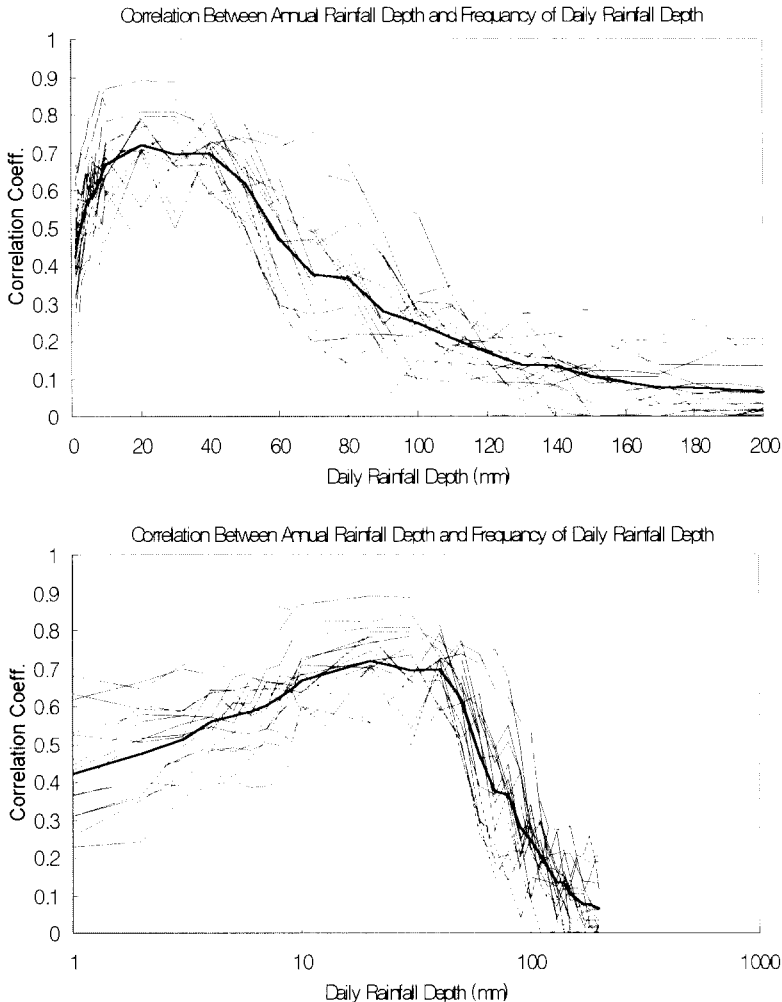 Correlation Between Annual Rainfall Depth and Frequancy of Daily Rainfall Depth
1
0.9
0.8
0.7
0.6
0.5
0.4
0.3
0.2
0.1
0
Correlation Coeff.
0 20 40 60 80 100 120 140 160 180 200
Daily Rainfall Depth (mm)
Correlation Between Annual Rainfall Depth and Frequancy of Daily Rainfall Depth
1
0.9
0.8
0.7
0.6
0.5
0.4
0.3
0.2
0.1
0
Correlation Coeff.
1 10 100 1000
Daily Rainfall Depth (mm)